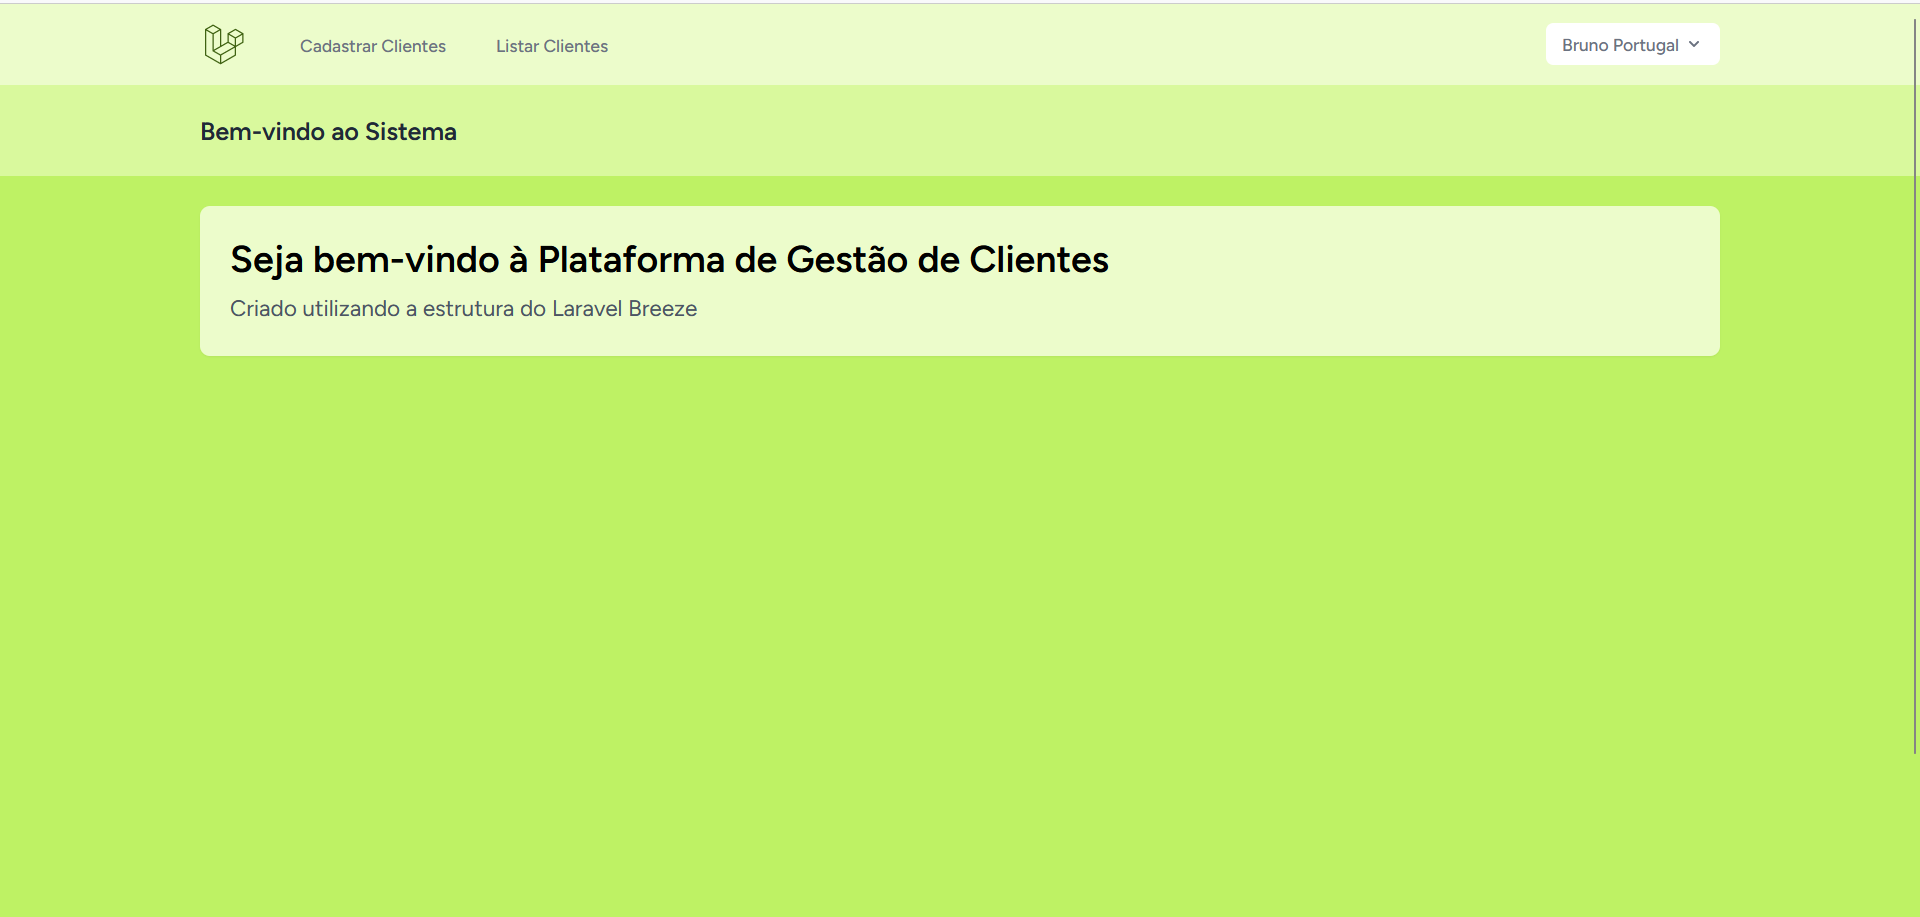 Cadastrar Clientes
Listar Clientes
Bruno Portugal
Bem-vindo ao Sistema
Seja bem-vindo à Plataforma de Gestão de Clientes
Criado utilizando a estrutura do Laravel Breeze